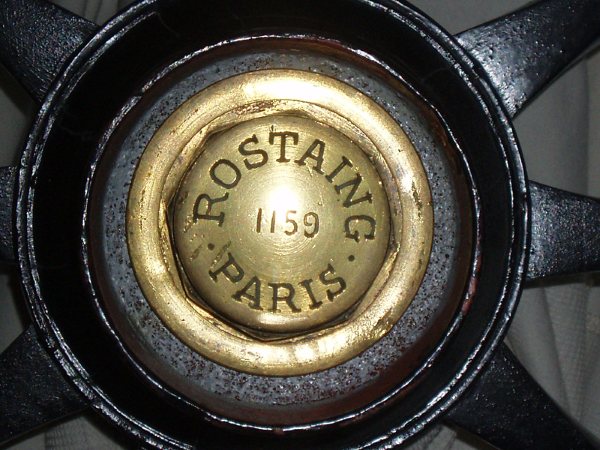 ROSTAING
1159
· PARIS ·